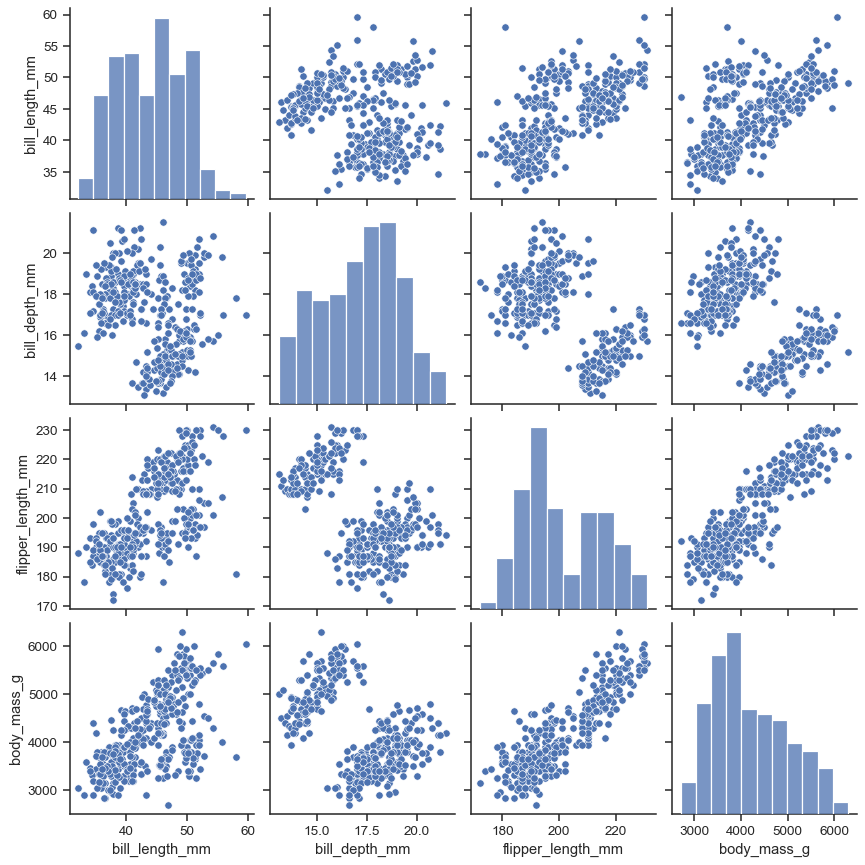 60
55
50
45
40
35
bill_length_mm
20
18
16
14
bill_depth_mm
230
220
210
200
190
180
170
flipper_length_mm
6000
5000
4000
3000
body_mass_g
40 50 60
bill_length_mm
15.0 17.5 20.0
bill_depth_mm
180 200 220
flipper_length_mm
3000 4000 5000 6000
body_mass_g